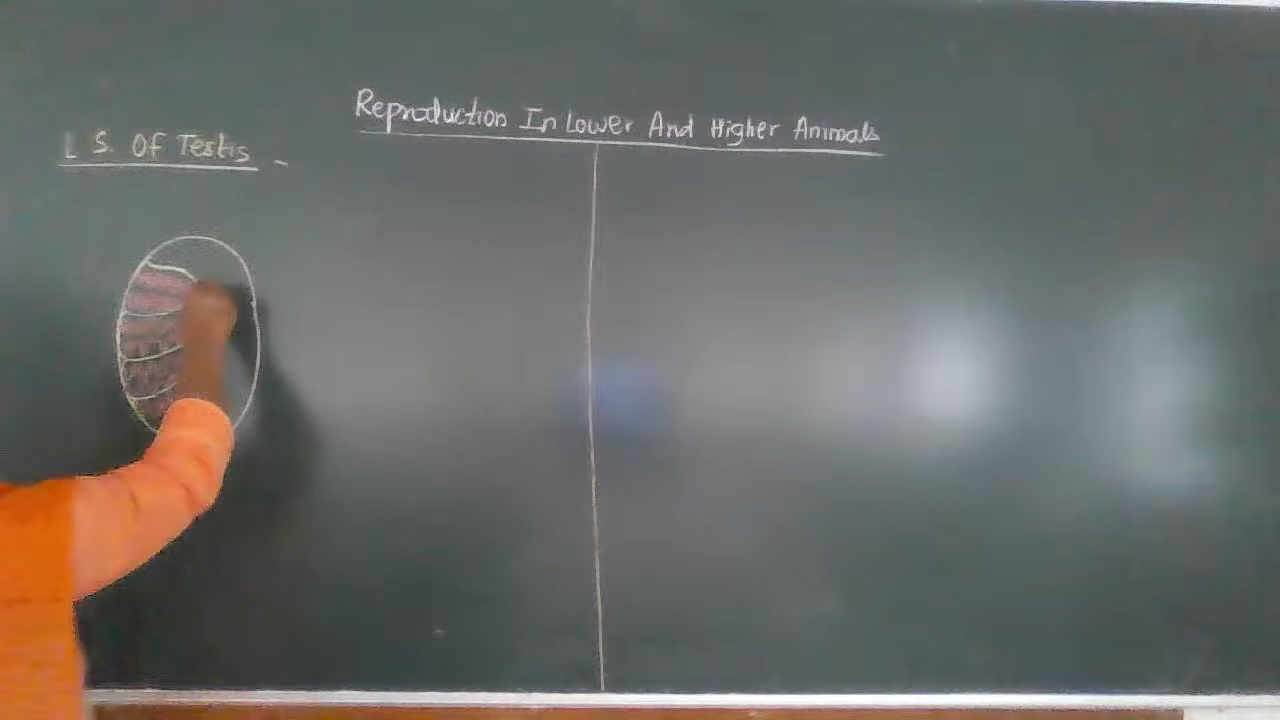 Reproduction In Lower And Higher Animals
L S. Of Testis -